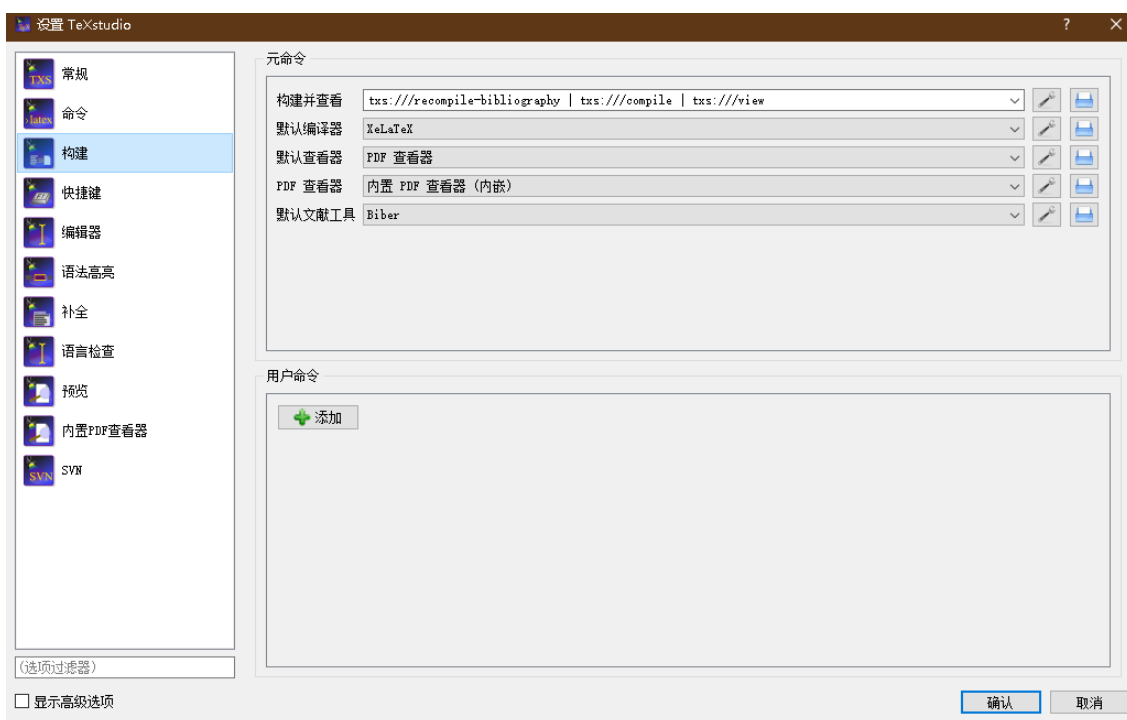 设置 TeXstudio
?
常规
命令
构建
快捷键
编辑器
语法高亮
补全
语言检查
预览
内置PDF查看器
SVN
(选项过滤器)
显示高级选项
元命令
构建并查看 txs:///recompile-bibliography | txs:///compile | txs:///view
默认编译器 XeLaTeX
默认查看器 PDF 查看器
PDF 查看器 内置 PDF 查看器 (内嵌)
默认文献工具 Biber
用户命令
添加
确认 取消